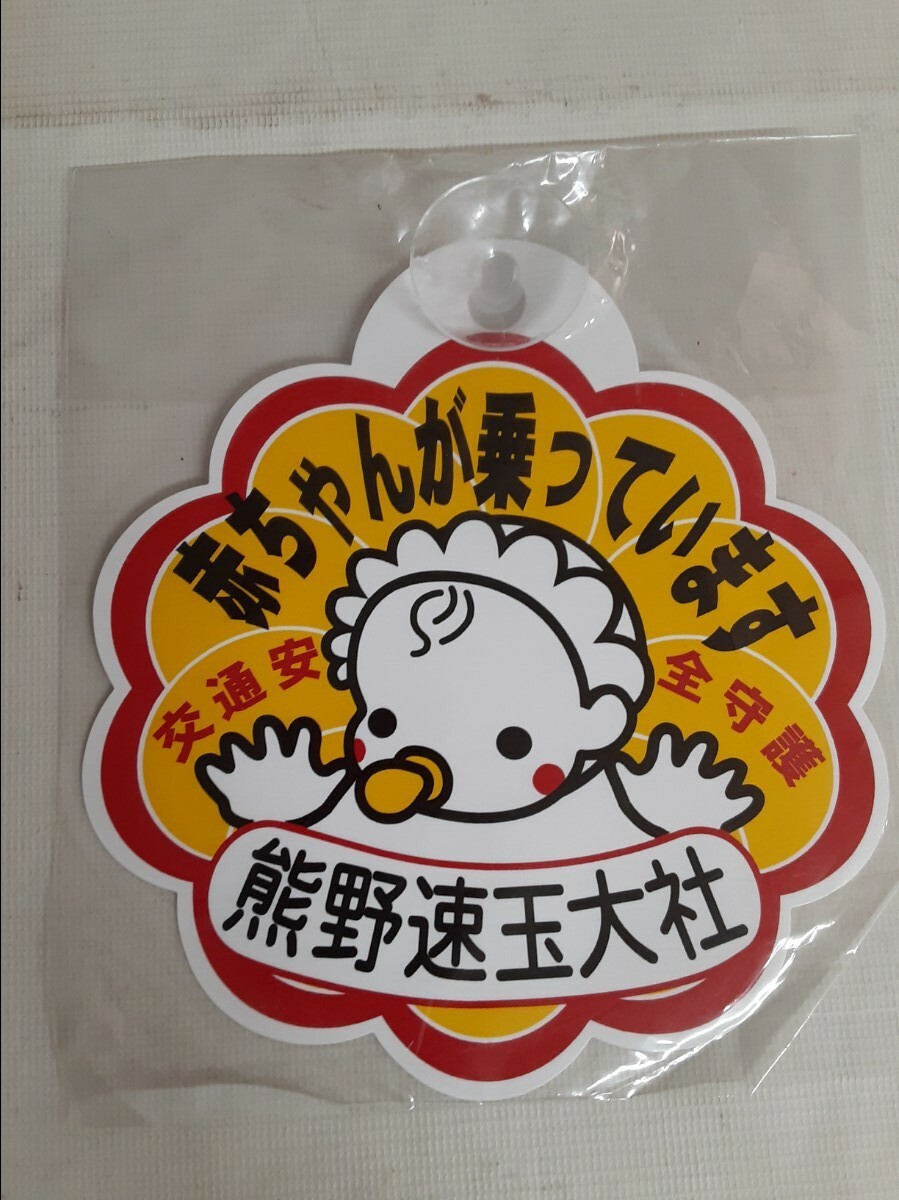 赤ちゃんが乗っています
交通安全守護
熊野速玉大社